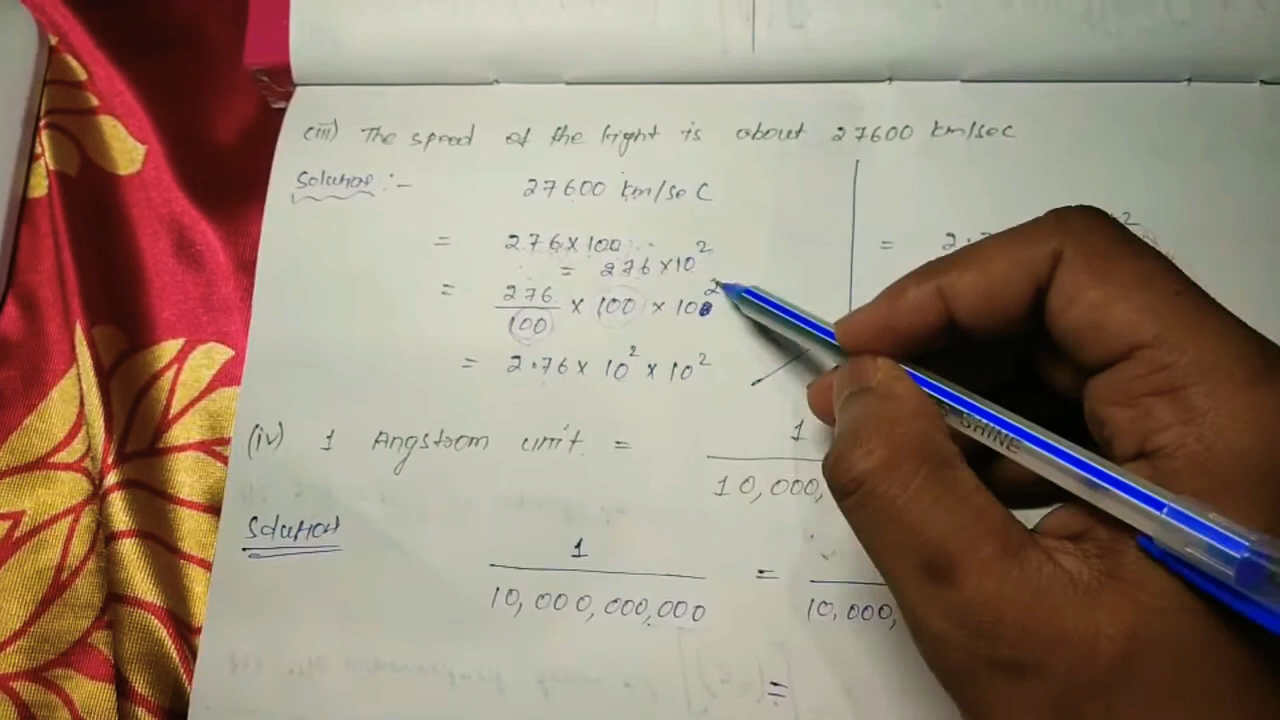 (iii) The speed of the light is about 27600 km/sec
Solution :- 27600 km/sec
= 276 × 100
= 276 × 10²
= 276/100 × 100 × 10²
= 2.76 × 10² × 10²
=
(iv) 1 Angstrom unit = 1/10,000,
Solution
1/10,000,000,000 = /10,000,
=
SHINE